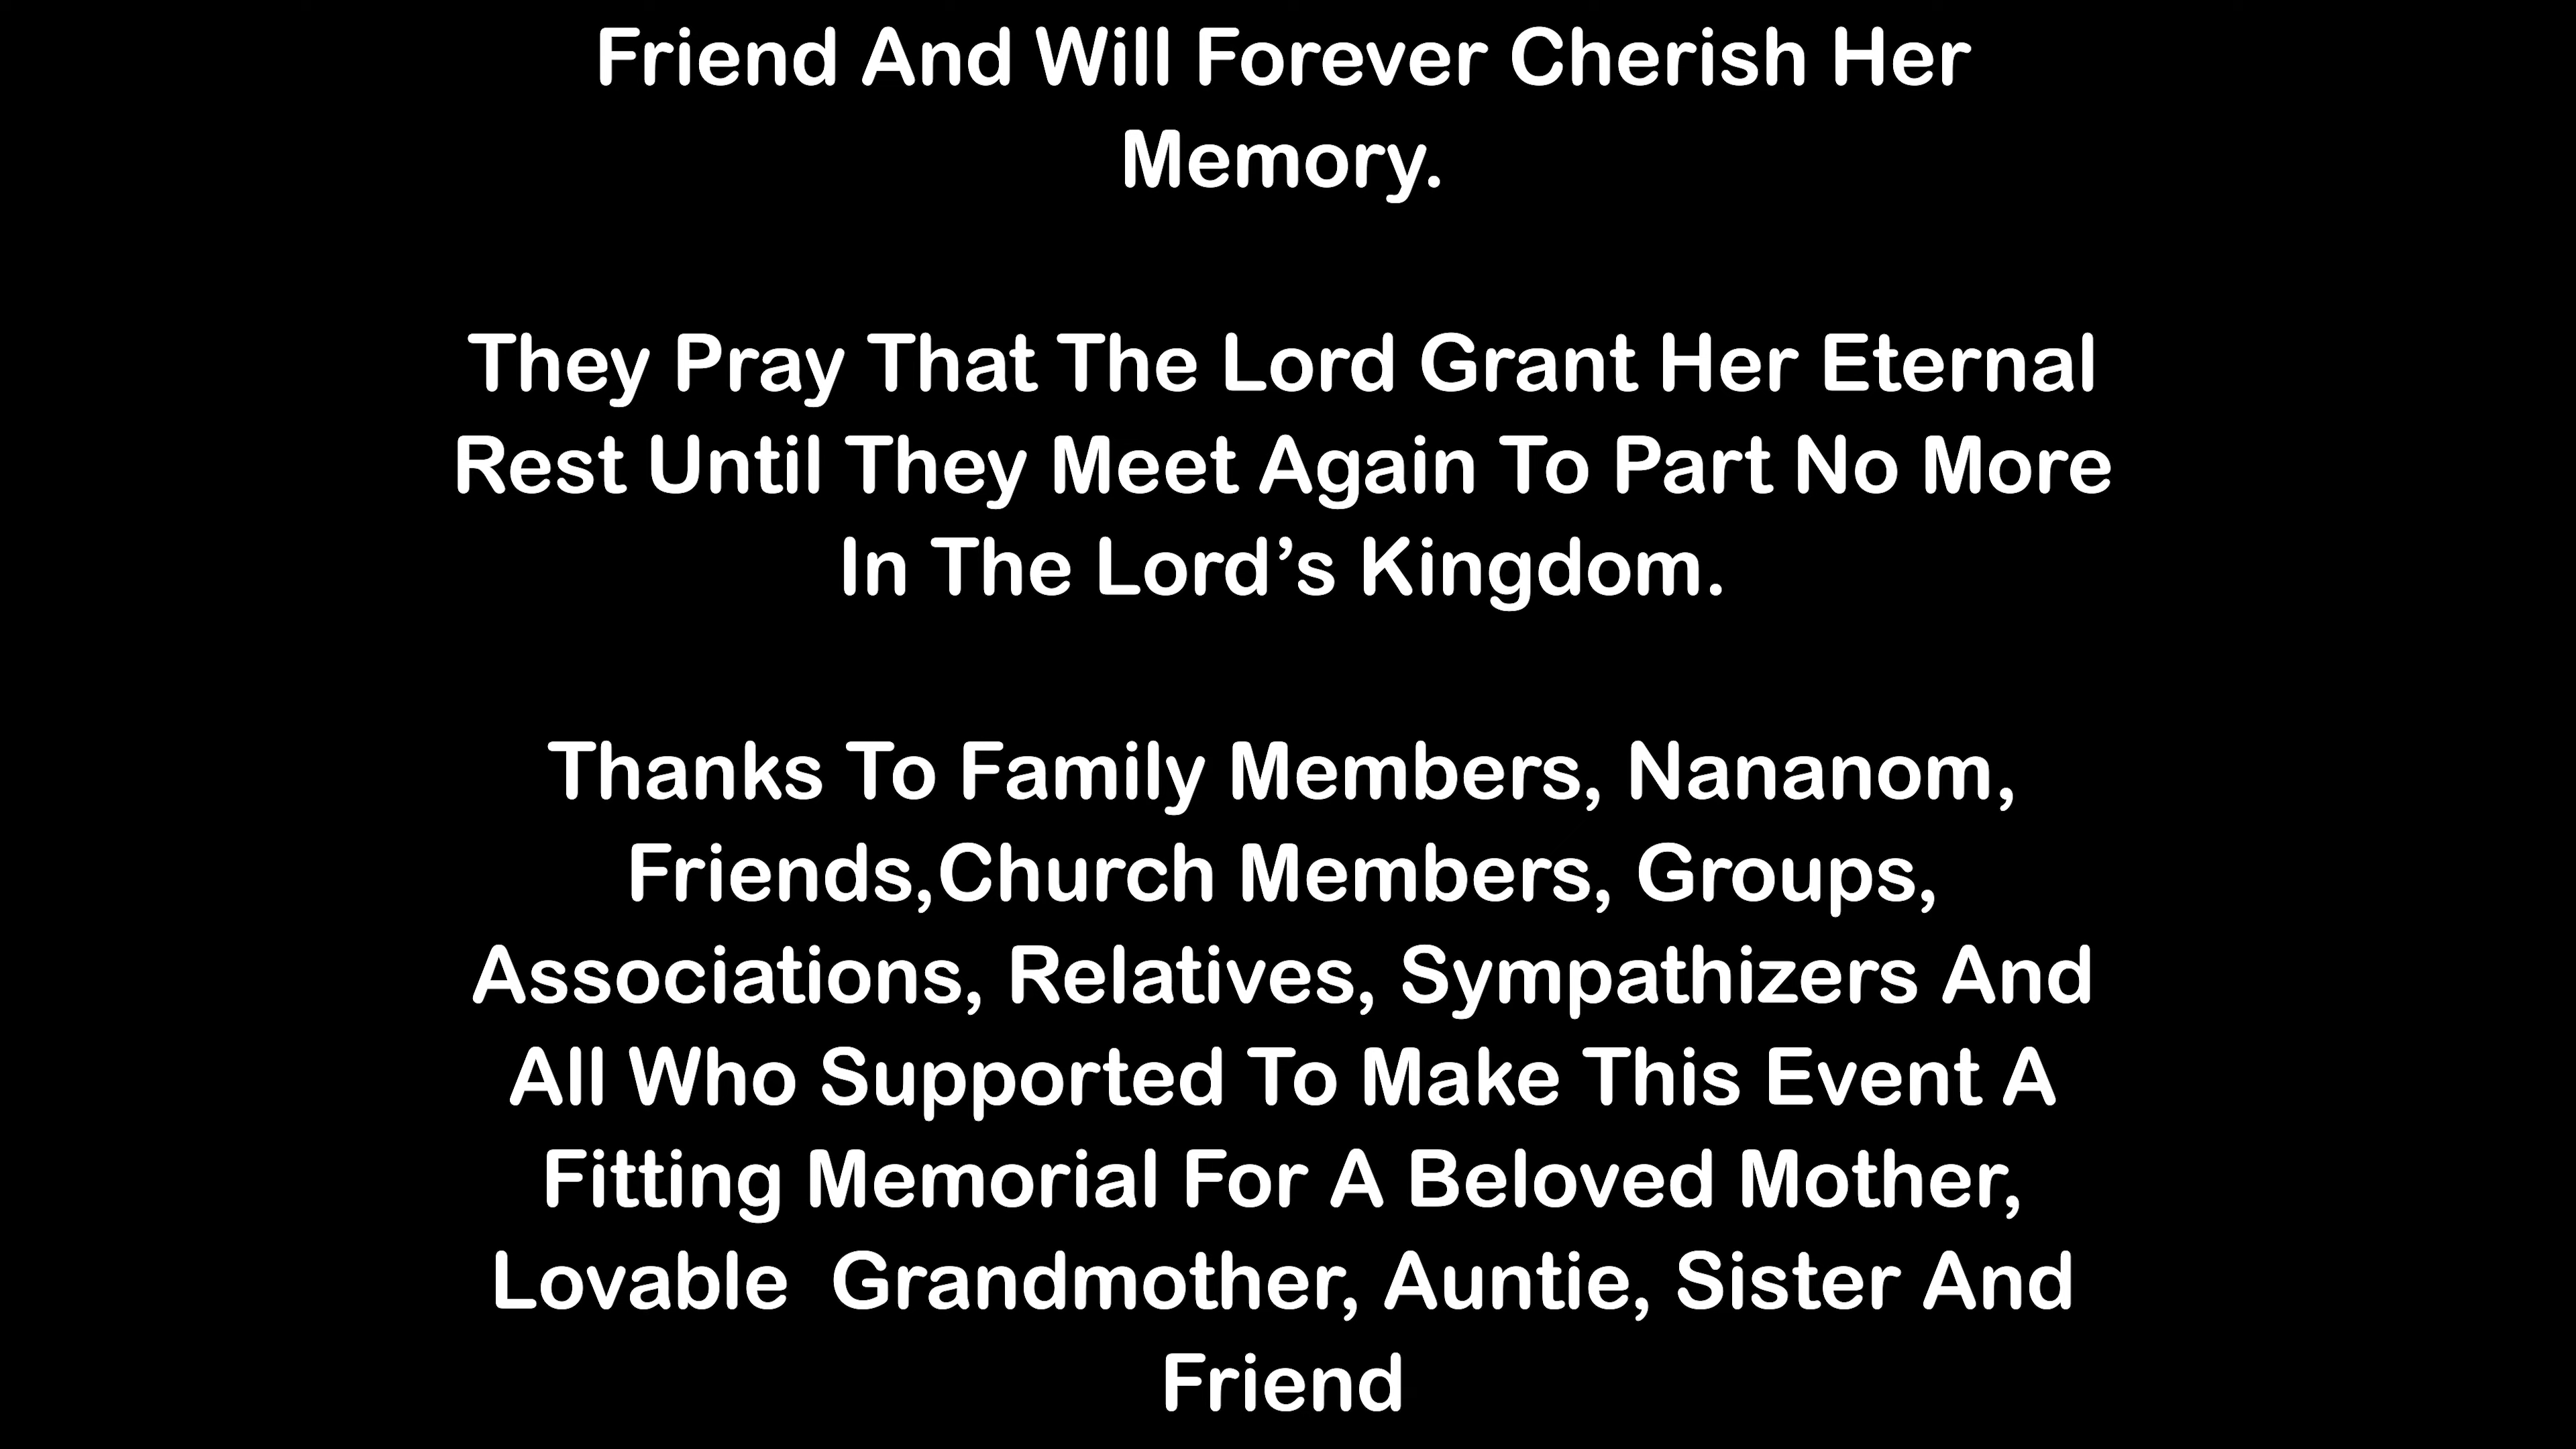 Friend And Will Forever Cherish Her
Memory.
They Pray That The Lord Grant Her Eternal
Rest Until They Meet Again To Part No More
In The Lord’s Kingdom.
Thanks To Family Members, Nananom,
Friends,Church Members, Groups,
Associations, Relatives, Sympathizers And
All Who Supported To Make This Event A
Fitting Memorial For A Beloved Mother,
Lovable  Grandmother, Auntie, Sister And
Friend